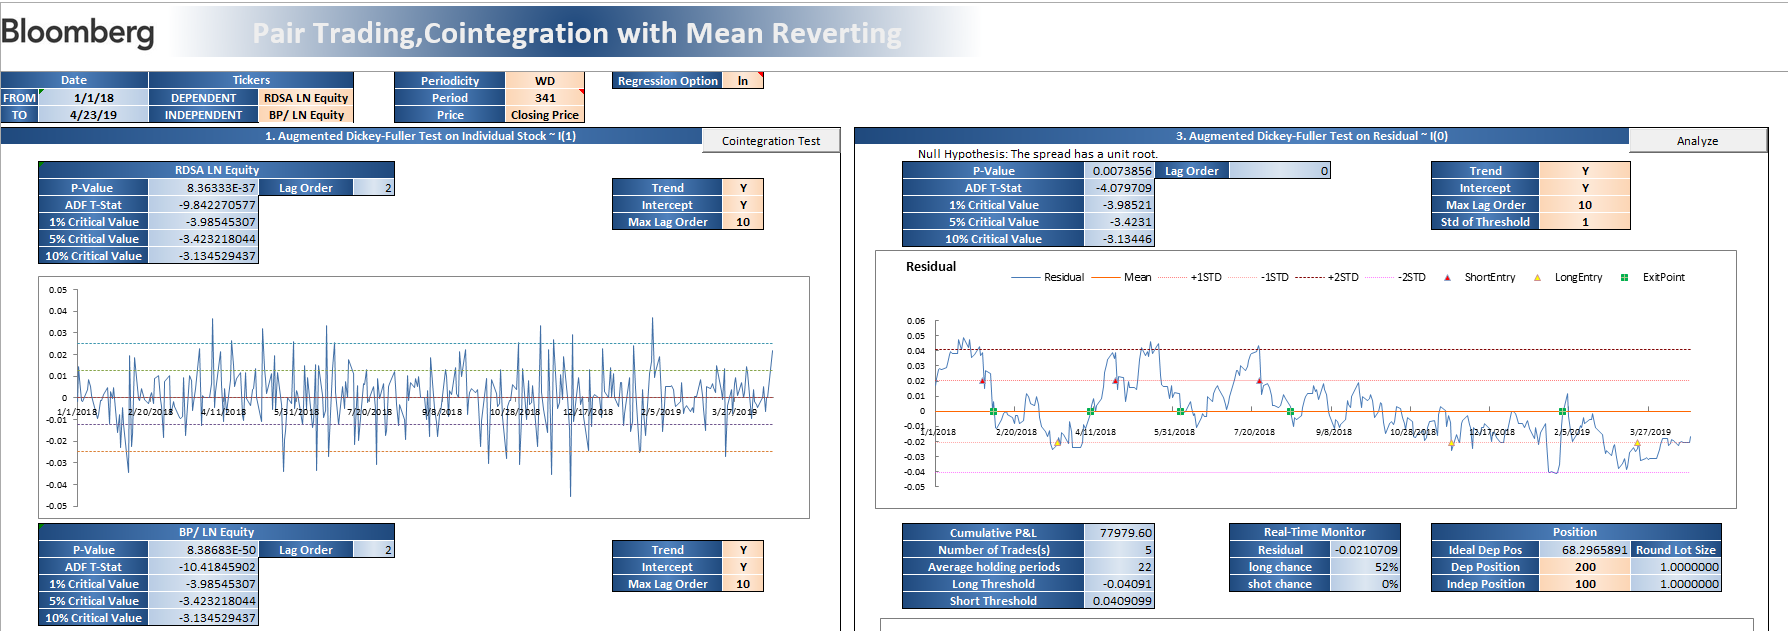 Bloomberg
Pair Trading,Cointegration with Mean Reverting
Date Tickers Periodicity WD Regression Option ln
FROM 1/1/18 DEPENDENT RDSA LN Equity Period 341
TO 4/23/19 INDEPENDENT BP/ LN Equity Price Closing Price
1. Augmented Dickey-Fuller Test on Individual Stock ~ I(1)
Cointegration Test
RDSA LN Equity
P-Value 8.36333E-37 Lag Order 2
ADF T-Stat -9.842270577
1% Critical Value -3.98545307
5% Critical Value -3.423218044
10% Critical Value -3.134529437
Trend Y
Intercept Y
Max Lag Order 10
0.05
0.04
0.03
0.02
0.01
0
-0.01
-0.02
-0.03
-0.04
-0.05
1/1/2018 2/20/2018 4/11/2018 5/31/2018 7/20/2018 9/8/2018 10/28/2018 12/17/2018 2/5/2019 3/27/2019
BP/ LN Equity
P-Value 8.38683E-50 Lag Order 2
ADF T-Stat -10.41845902
1% Critical Value -3.98545307
5% Critical Value -3.423218044
10% Critical Value -3.134529437
Trend Y
Intercept Y
Max Lag Order 10
3. Augmented Dickey-Fuller Test on Residual ~ I(0)
Analyze
Null Hypothesis: The spread has a unit root.
P-Value 0.0073856 Lag Order 0
ADF T-Stat -4.079709
1% Critical Value -3.98521
5% Critical Value -3.4231
10% Critical Value -3.13446
Trend Y
Intercept Y
Max Lag Order 10
Std of Threshold 1
Residual
Residual Mean +1STD -1STD +2STD -2STD ShortEntry LongEntry ExitPoint
0.06
0.05
0.04
0.03
0.02
0.01
0
-0.01
-0.02
-0.03
-0.04
-0.05
1/1/2018 2/20/2018 4/11/2018 5/31/2018 7/20/2018 9/8/2018 10/28/2018 12/17/2018 2/5/2019 3/27/2019
Cumulative P&L 77979.60
Number of Trades(s) 5
Average holding periods 22
Long Threshold -0.04091
Short Threshold 0.0409099
Real-Time Monitor
Residual -0.0210709
long chance 52%
shot chance 0%
Position
Ideal Dep Pos 68.2965891 Round Lot Size
Dep Position 200 1.0000000
Indep Position 100 1.0000000